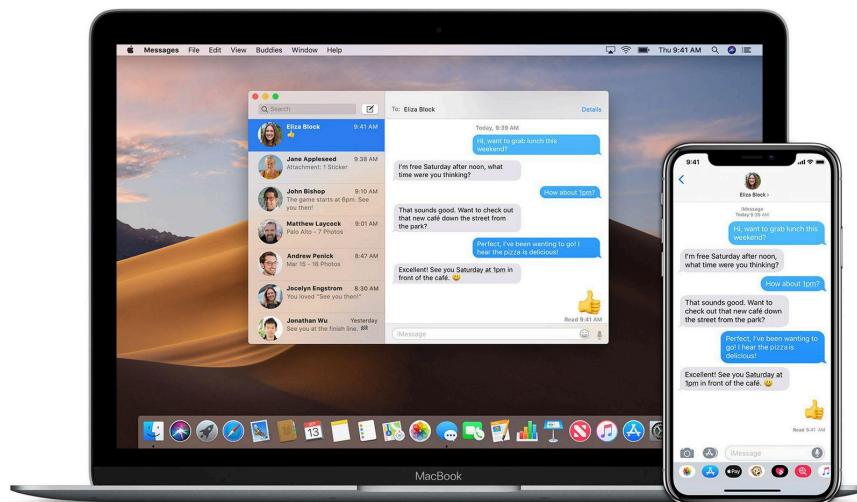 Messages File Edit View Buddies Window Help Thu 9:41 AM
Search
Eliza Block 9:41 AM
👍
Jane Appleseed 9:38 AM
Attachment: 1 Sticker
John Bishop 9:10 AM
The game starts at 6pm. See
you then!
Matthew Laycock 9:01 AM
Palo Alto - 7 Photos
Andrew Penick 8:47 AM
Mar 15 - 16 Photos
Jocelyn Engstrom 8:30 AM
You loved "See you
then!"
Jonathan Wu Yesterday
See you at the finish
line. 🏁
To: Eliza Block Details
Today, 9:39 AM
Hi, want to grab lunch this
weekend?
I'm free Saturday after noon, what
time were you thinking?
How about 1pm?
That sounds good. Want to check out
that new café down the street from
the park?
Perfect, I've been wanting to go! I
hear the pizza is delicious!
Excellent! See you Saturday at 1pm in
front of the café. 😃
👍
Read 9:41 AM
iMessage
SEP
13
MacBook
9:41
Eliza Block
iMessage
Today 9:39 AM
Hi, want to grab lunch this
weekend?
I'm free Saturday after noon,
what time were you thinking?
How about 1pm?
That sounds good. Want to
check out that new café down
the street from the park?
Perfect, I've been wanting to
go! I hear the pizza is
delicious!
Excellent! See you Saturday at
1pm in front of the café. 😃
👍
Read 9:41 AM
iMessage
Pay